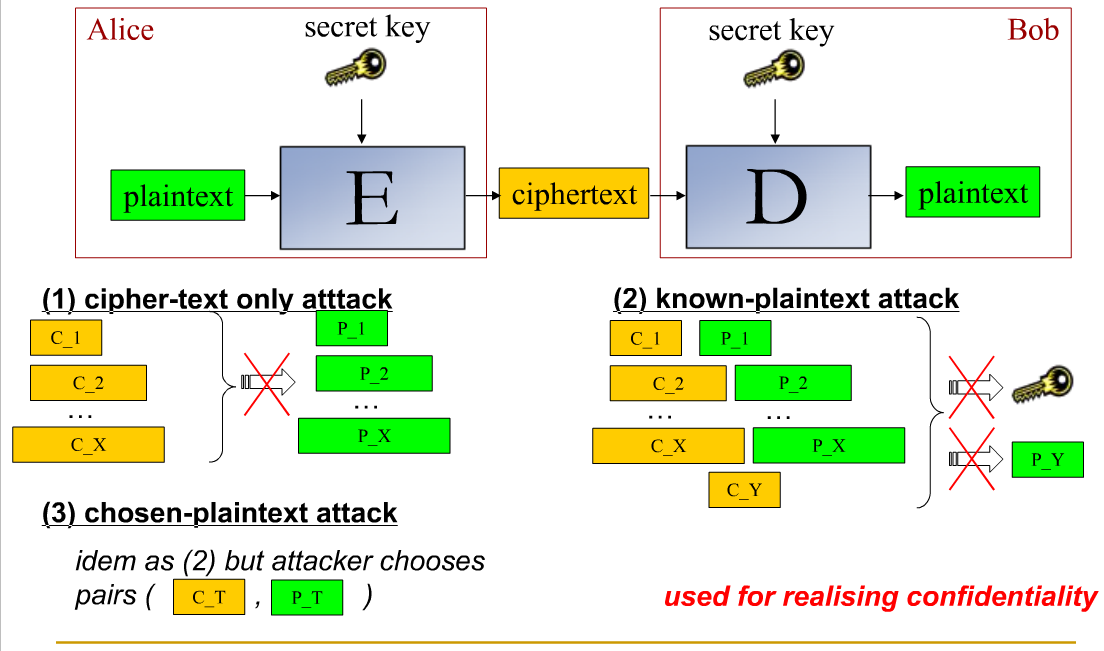 Alice
secret key
secret key
Bob
plaintext
E
ciphertext
D
plaintext
(1) cipher-text only atttack
C_1
P_1
C_2
P_2
...
...
C_X
P_X
(2) known-plaintext attack
C_1
P_1
C_2
P_2
...
...
C_X
P_X
C_Y
P_Y
(3) chosen-plaintext attack
idem as (2) but attacker chooses
pairs ( C_T , P_T )
used for realising confidentiality